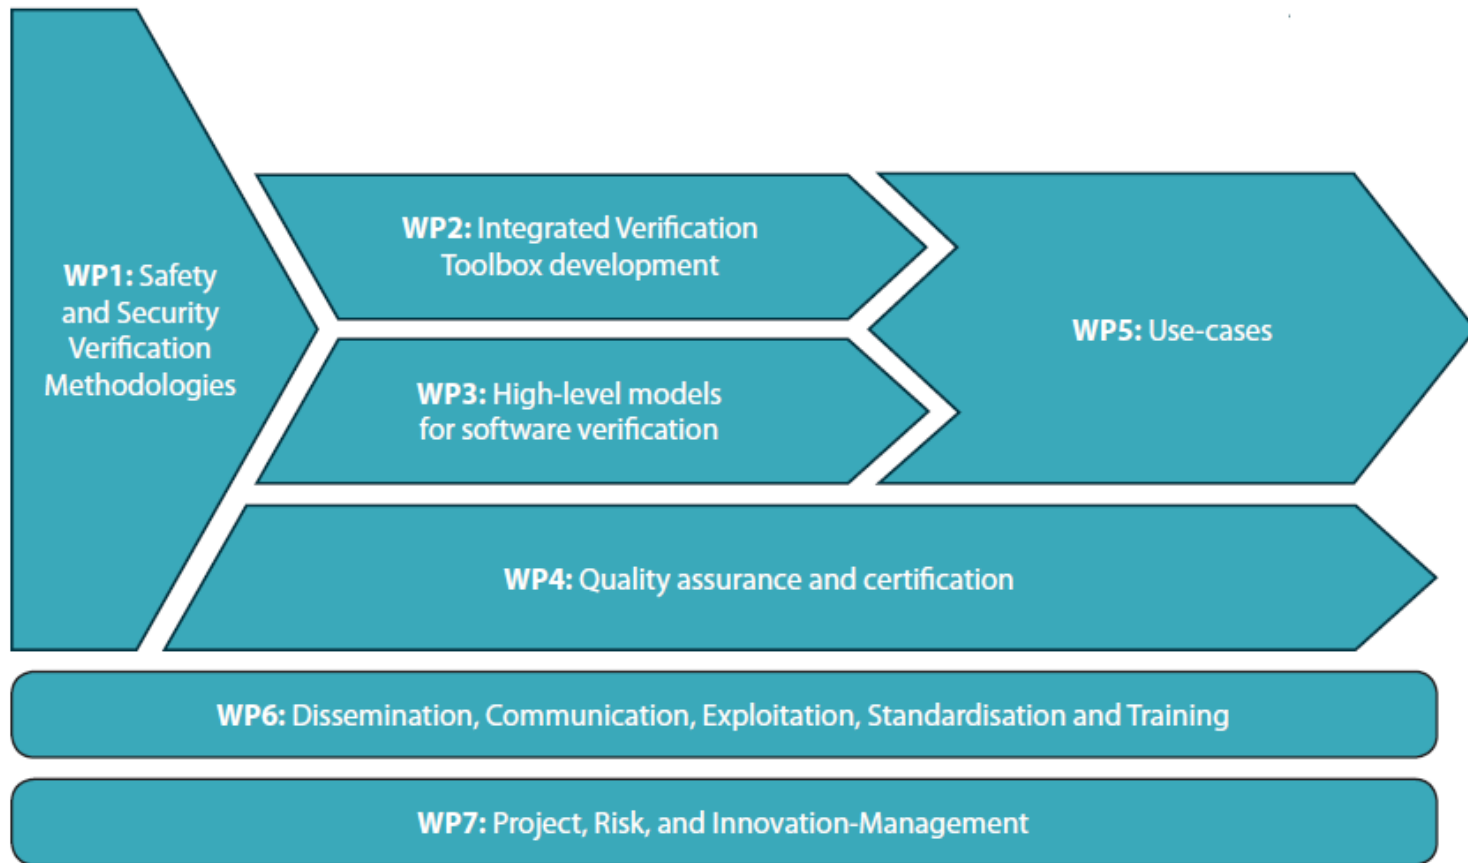 WP1: Safety
and Security
Verification
Methodologies
WP2: Integrated Verification
Toolbox development
WP3: High-level models
for software verification
WP5: Use-cases
WP4: Quality assurance and certification
WP6: Dissemination, Communication, Exploitation, Standardisation and Training
WP7: Project, Risk, and Innovation-Management